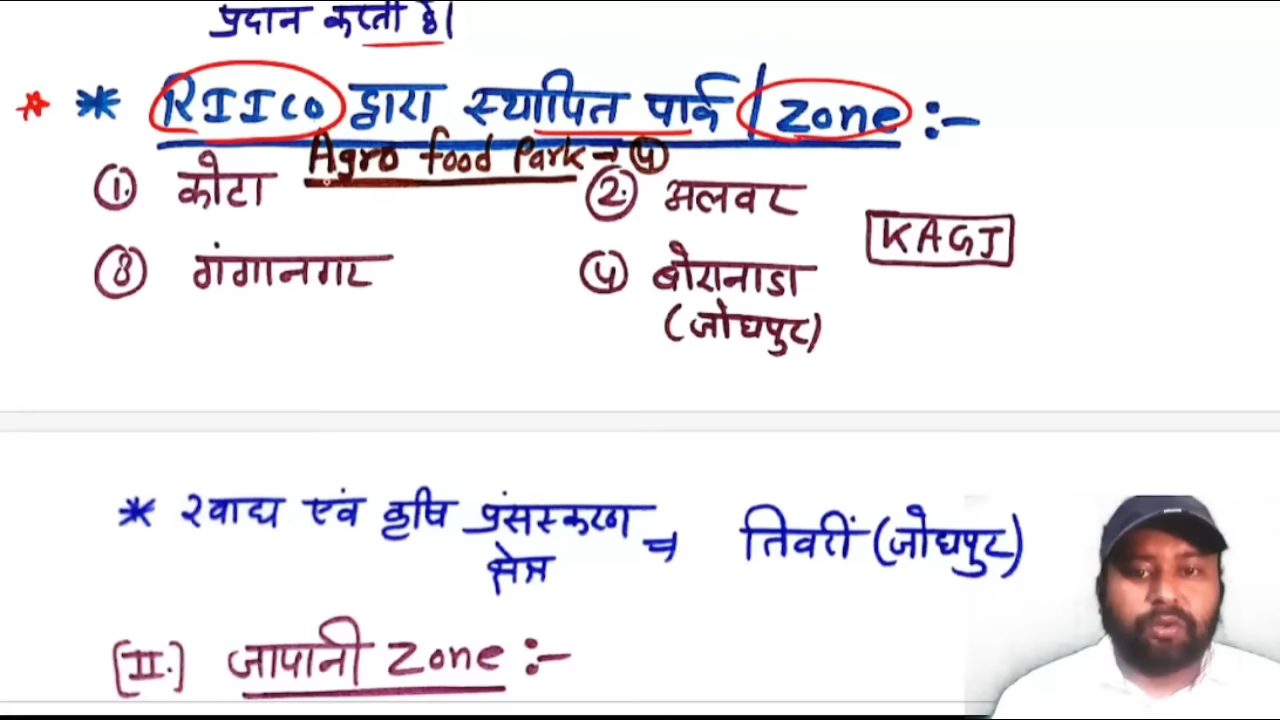 प्रदान करती है।
* RIICO द्वारा स्थापित पार्क / Zone :-
Agro food Park → ④
①. कोटा ②. अलवर
KAGJ
③ गंगानगर ④ बोरानाडा
(जोधपुर)
* खाद्य एवं कृषि प्रंसस्करण ⇒ तिवरीं (जोधपुर)
क्षेत्र
[II.] जापानी Zone :-